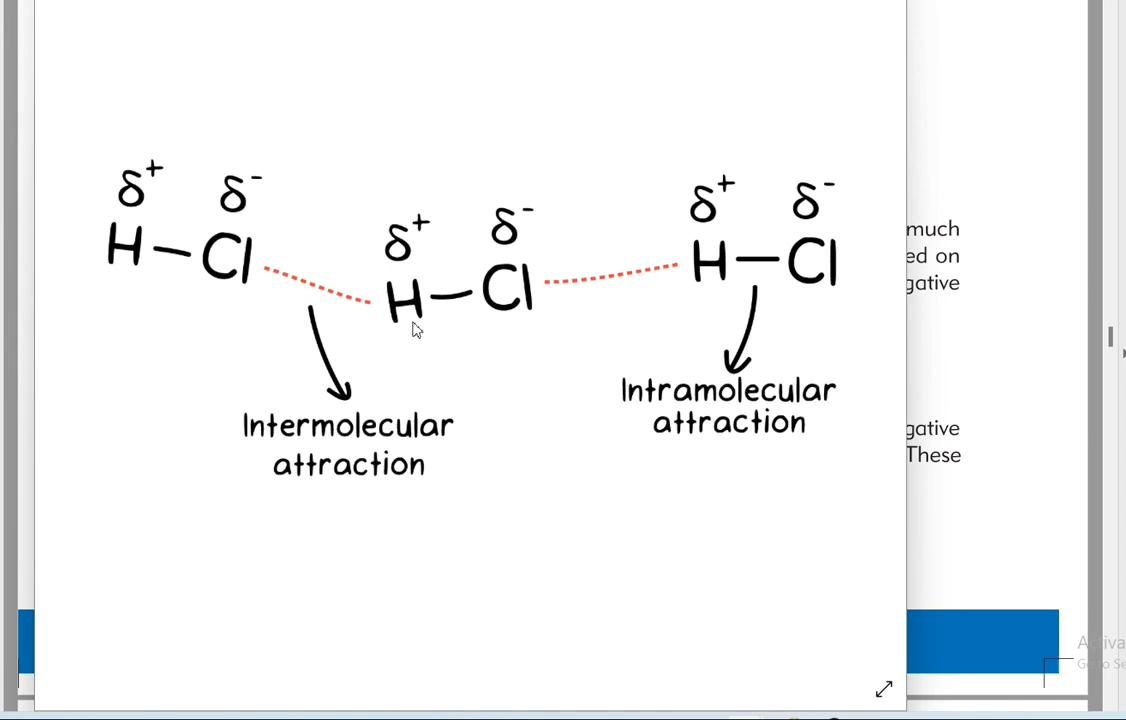 δ+ δ- δ+ δ- δ+ δ-
H—Cl H—Cl H—Cl
Intramolecular
attraction
Intermolecular
attraction
much
ed on
gative
gative
These